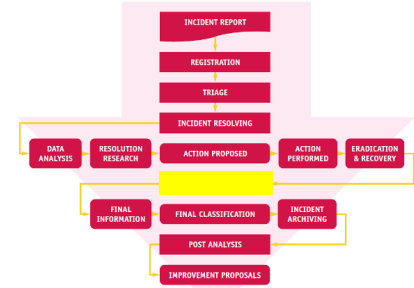 INCIDENT REPORT
REGISTRATION
TRIAGE
INCIDENT RESOLVING
DATA
ANALYSIS
RESOLUTION
RESEARCH
ACTION PROPOSED
ACTION
PERFORMED
ERADICATION
& RECOVERY
FINAL
INFORMATION
FINAL CLASSIFICATION
INCIDENT
ARCHIVING
POST ANALYSIS
IMPROVEMENT PROPOSALS